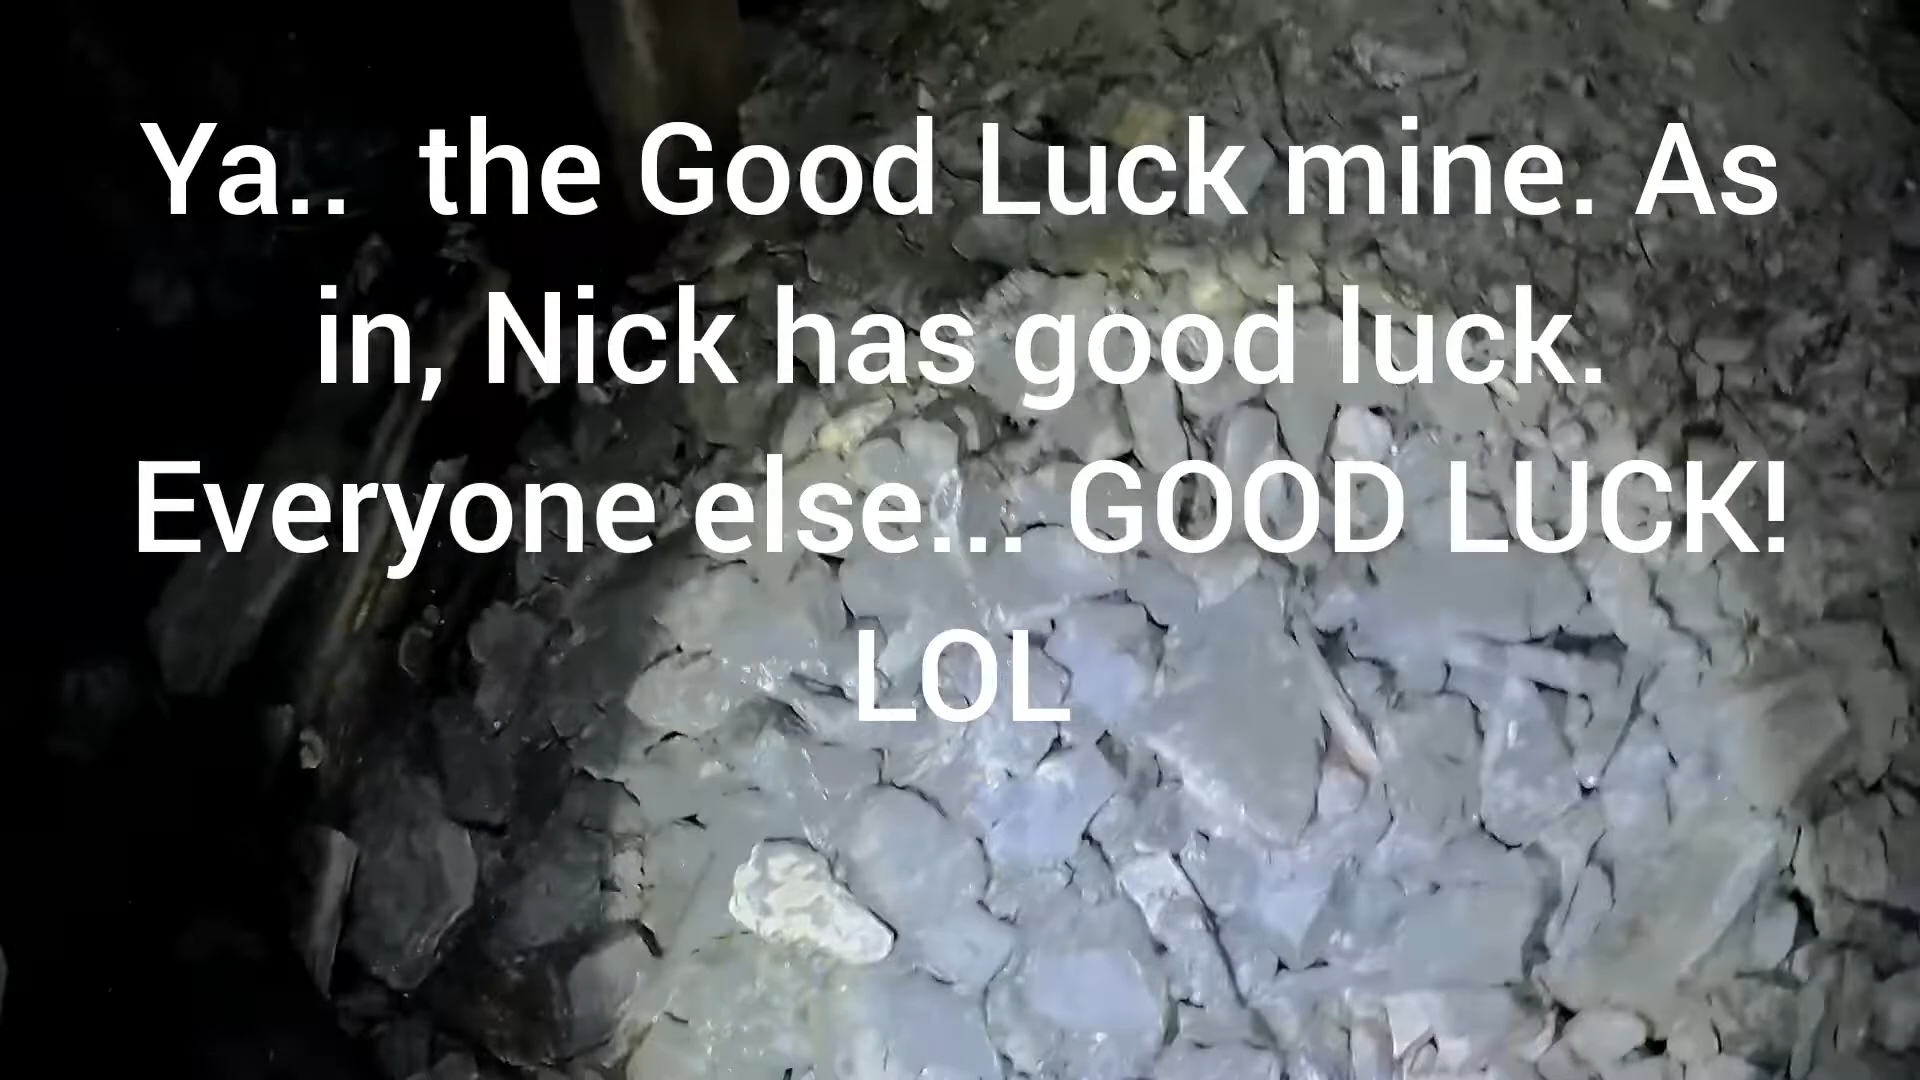 Ya..  the Good Luck mine. As
in, Nick has good luck.
Everyone else... GOOD LUCK!
LOL